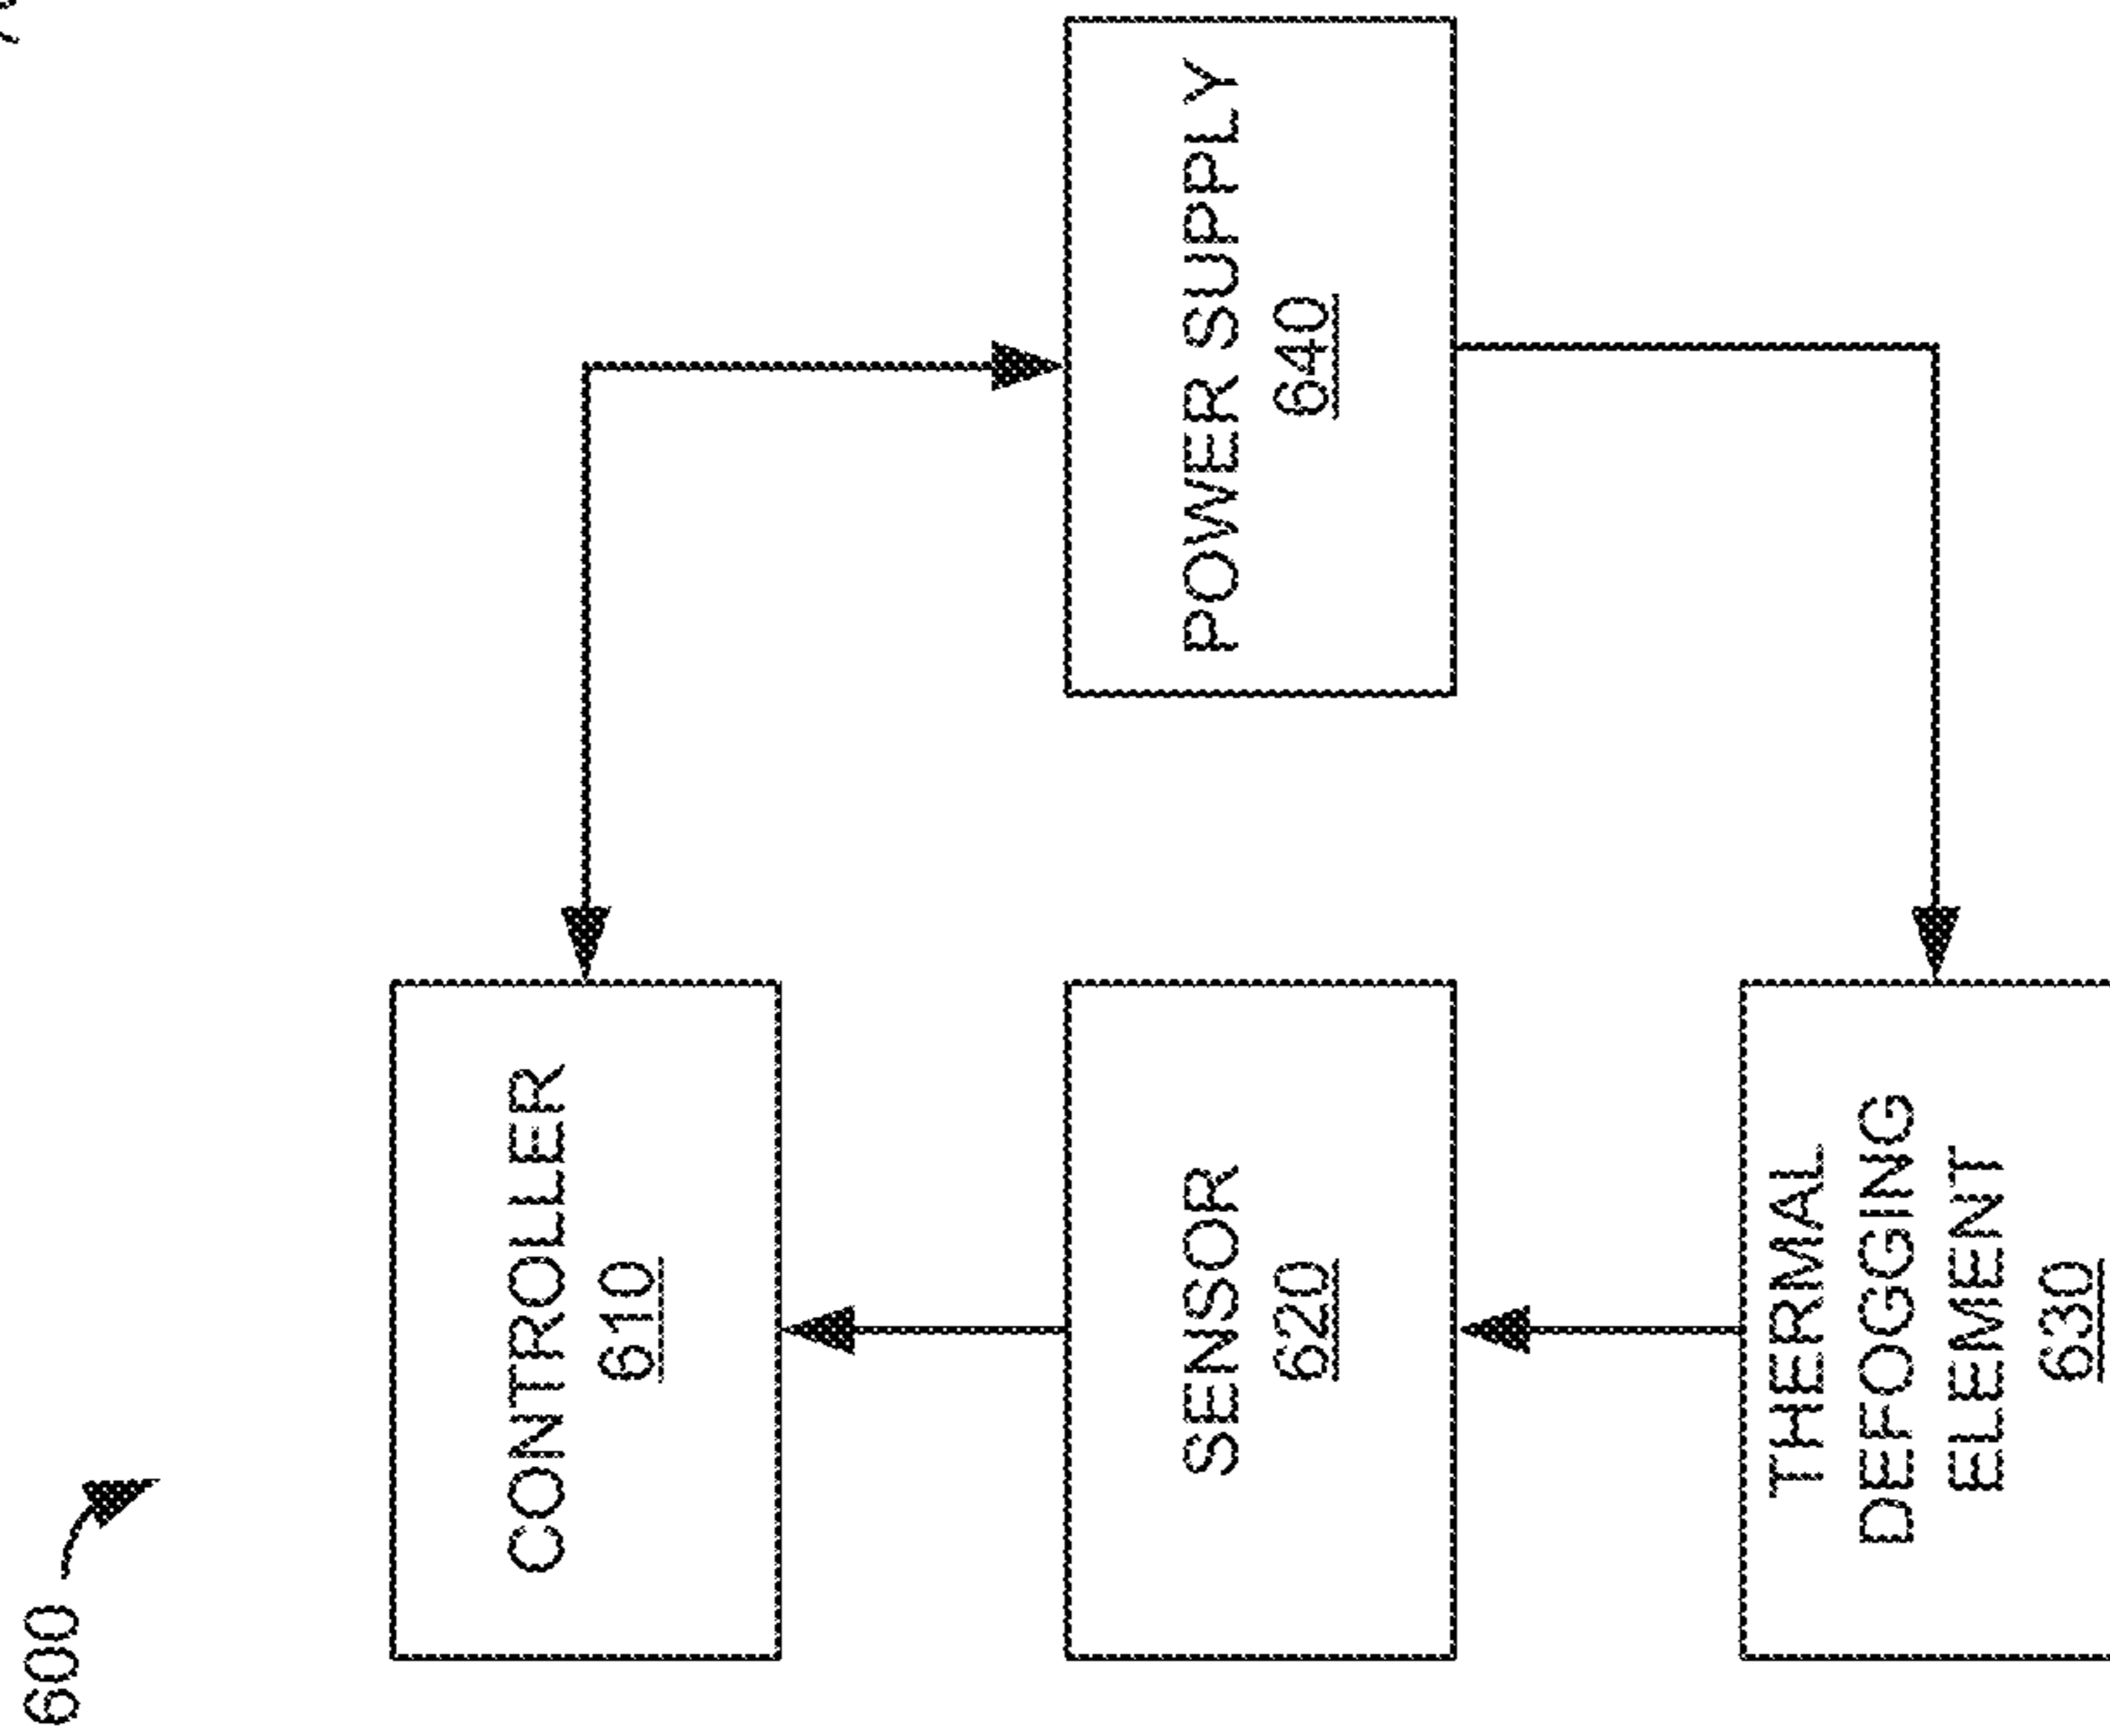 600
CONTROLLER
610
SENSOR
620
THERMAL
DEFOGGING
ELEMENT
630
POWER SUPPLY
640